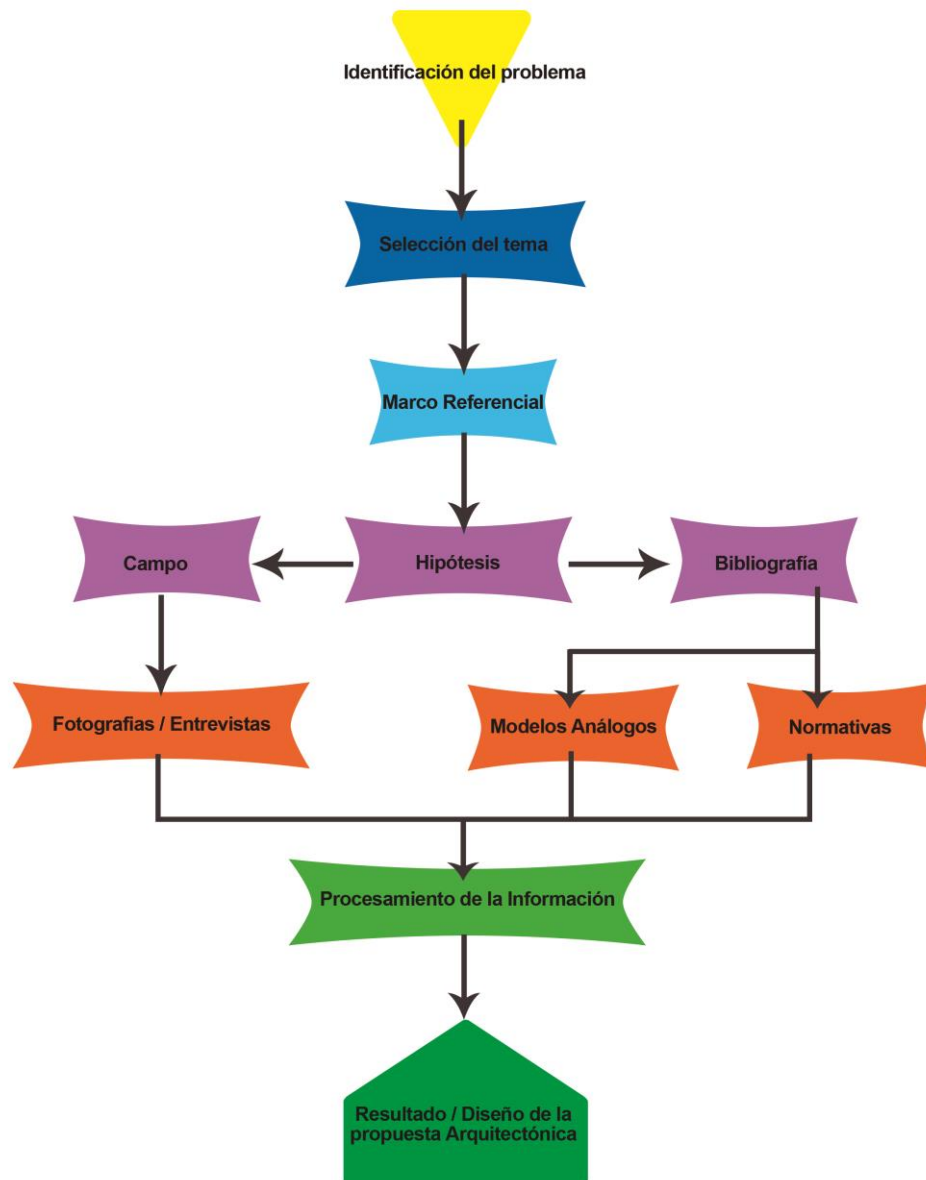 Identificación del problema
Selección del tema
Marco Referencial
Campo
Hipótesis
Bibliografía
Fotografias / Entrevistas
Modelos Análogos
Normativas
Procesamiento de la Información
Resultado / Diseño de la
propuesta Arquitectónica